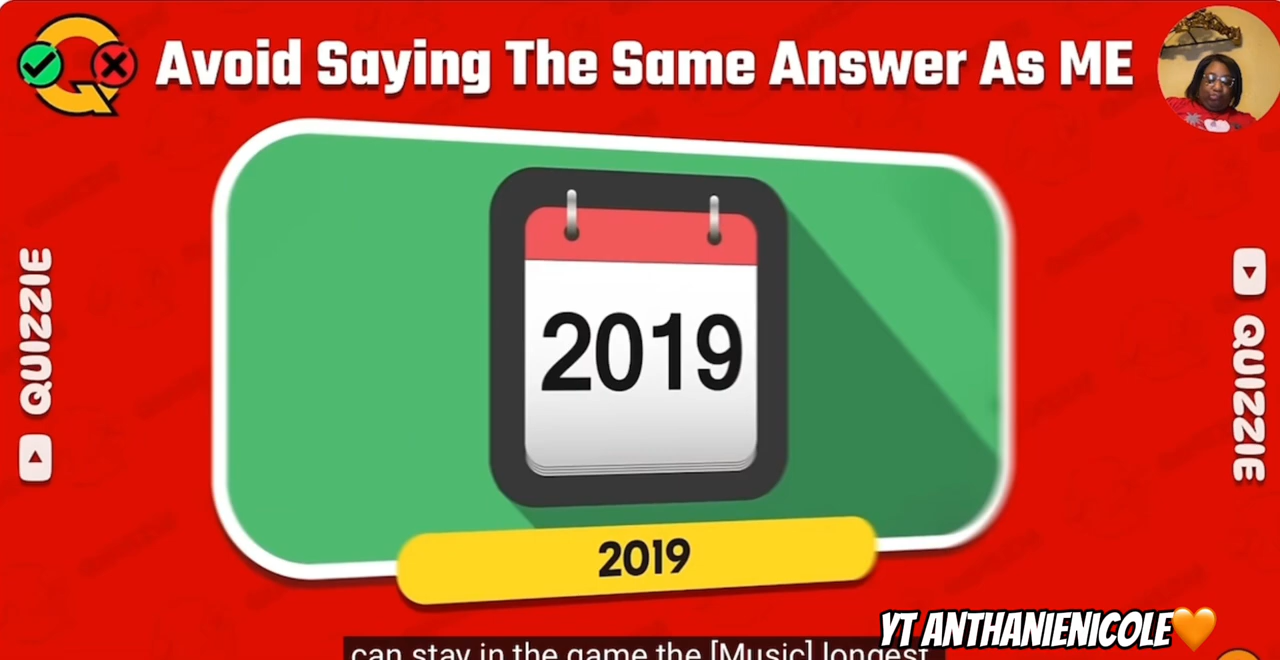 Avoid Saying The Same Answer As ME
QUIZZIE
QUIZZIE
2019
2019
YT ANTHANIENICOLE🧡
can stay in the game the [Music] longest